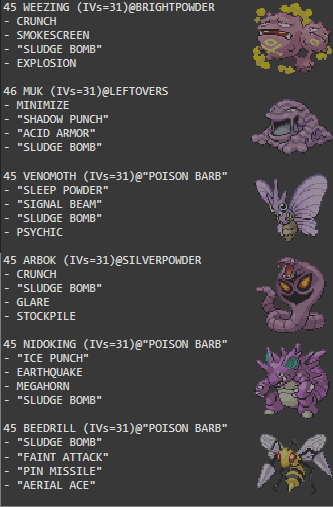 45 WEEZING (IVs=31)@BRIGHTPOWDER
- CRUNCH
- SMOKESCREEN
- "SLUDGE BOMB"
- EXPLOSION
46 MUK (IVs=31)@LEFTOVERS
- MINIMIZE
- "SHADOW PUNCH"
- "ACID ARMOR"
- "SLUDGE BOMB"
45 VENOMOTH (IVs=31)@"POISON BARB"
- "SLEEP POWDER"
- "SIGNAL BEAM"
- "SLUDGE BOMB"
- PSYCHIC
45 ARBOK (IVs=31)@SILVERPOWDER
- CRUNCH
- "SLUDGE BOMB"
- GLARE
- STOCKPILE
45 NIDOKING (IVs=31)@"POISON BARB"
- "ICE PUNCH"
- EARTHQUAKE
- MEGAHORN
- "SLUDGE BOMB"
45 BEEDRILL (IVs=31)@"POISON BARB"
- "SLUDGE BOMB"
- "FAINT ATTACK"
- "PIN MISSILE"
- "AERIAL ACE"